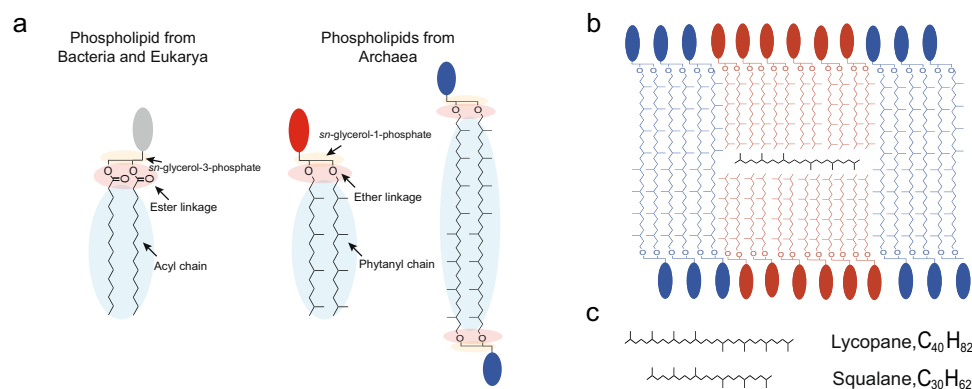 a
Phospholipid from
Bacteria and Eukarya
Phospholipids from
Archaea
sn-glycerol-3-phosphate
O O
O O
Ester linkage
Acyl chain
sn-glycerol-1-phosphate
O O
Ether linkage
Phytanyl chain
O O
O O
b
O O O O O O O O O O O O O O O O O O
O O O O O O O O O O O O O O O O O O
c
Lycopane,C₄₀H₈₂
Squalane,C₃₀H₆₂